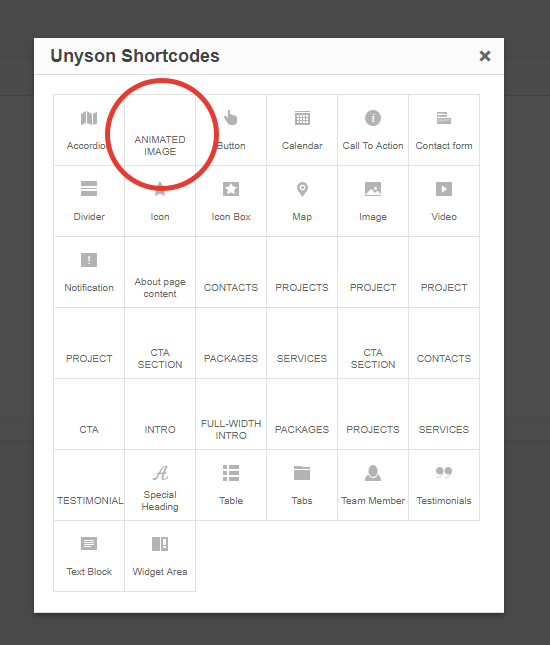 Unyson Shortcodes
Accordio
ANIMATED
IMAGE
Button
Calendar
Call To Action
Contact form
Divider
Icon
Icon Box
Map
Image
Video
Notification
About page
content
CONTACTS
PROJECTS
PROJECT
PROJECT
PROJECT
CTA
SECTION
PACKAGES
SERVICES
CTA
SECTION
CONTACTS
CTA
INTRO
FULL-WIDTH
INTRO
PACKAGES
PROJECTS
SERVICES
TESTIMONIAL
Special
Heading
Table
Tabs
Team Member
Testimonials
Text Block
Widget Area